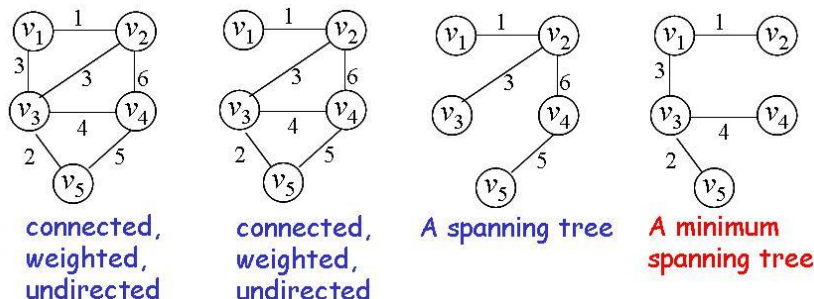 v1 1 v2
3 3 6
v3 4 v4
2 5
v5
connected,
weighted,
undirected
v1 1 v2
3 6
v3 4 v4
2 5
v5
connected,
weighted,
undirected
v1 1 v2
3 6
v3 v4
5
v5
A spanning tree
v1 1 v2
3
v3 4 v4
2
v5
A minimum
spanning tree